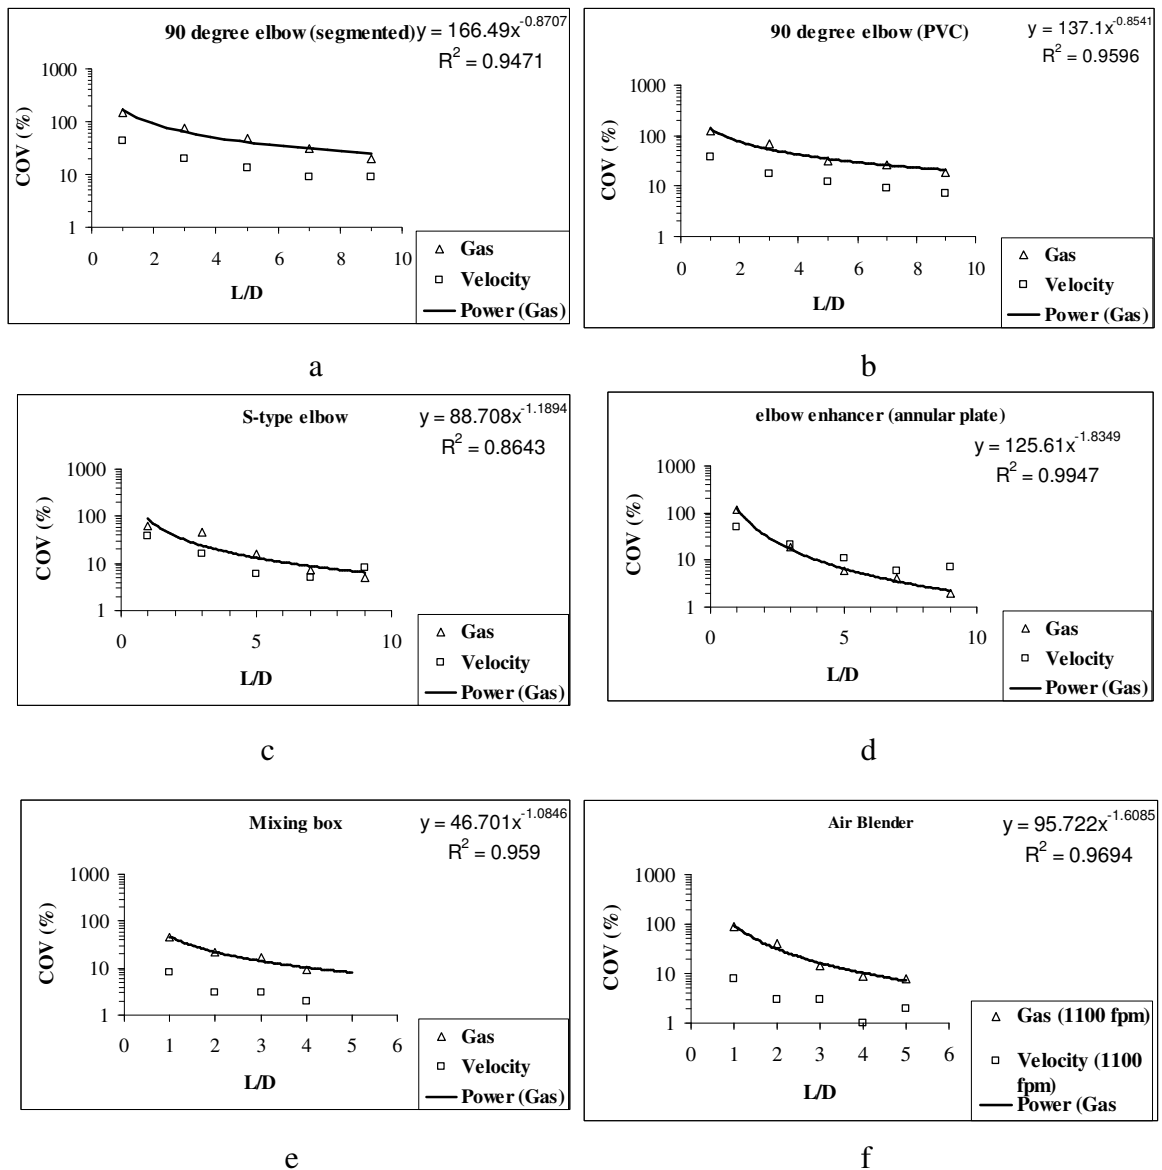 90 degree elbow (segmented)
y = 166.49x^-0.8707
R² = 0.9471
1000
100
10
1
COV (%)
0 2 4 6 8 10
L/D
Gas
Velocity
Power (Gas)
a
90 degree elbow (PVC)
y = 137.1x^-0.8541
R² = 0.9596
1000
100
10
1
COV (%)
0 2 4 6 8 10
L/D
Gas
Velocity
Power (Gas)
b
S-type elbow
y = 88.708x^-1.1894
R² = 0.8643
1000
100
10
1
COV (%)
0 5 10
L/D
Gas
Velocity
Power (Gas)
c
elbow enhancer (annular plate)
y = 125.61x^-1.8349
R² = 0.9947
1000
100
10
1
COV (%)
0 5 10
L/D
Gas
Velocity
Power (Gas)
d
Mixing box
y = 46.701x^-1.0846
R² = 0.959
1000
100
10
1
COV (%)
0 1 2 3 4 5 6
L/D
Gas
Velocity
Power (Gas)
e
Air Blender
y = 95.722x^-1.6085
R² = 0.9694
1000
100
10
1
COV (%)
0 1 2 3 4 5 6
L/D
Gas (1100 fpm)
Velocity (1100
fpm)
Power (Gas
f